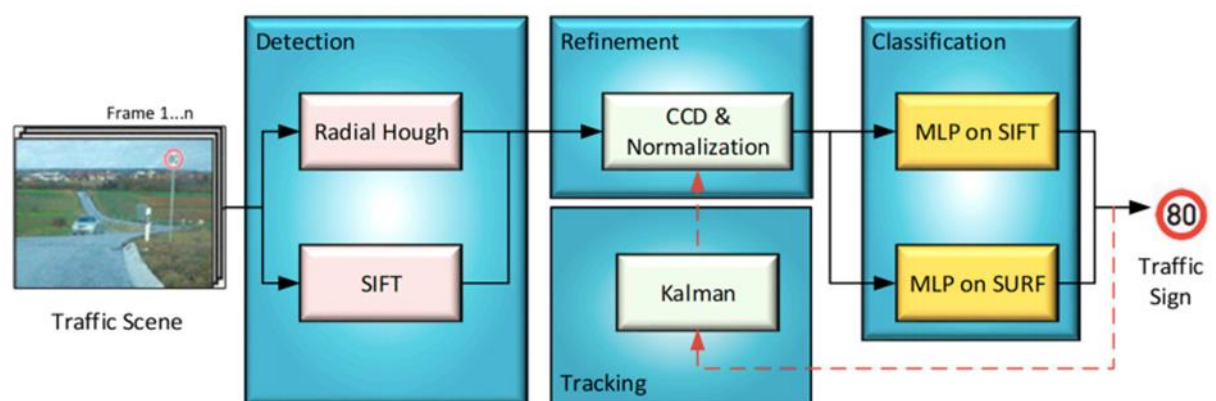 Frame 1...n
Traffic Scene
Detection
Radial Hough
SIFT
Refinement
CCD &
Normalization
Tracking
Kalman
Classification
MLP on SIFT
MLP on SURF
80
Traffic
Sign